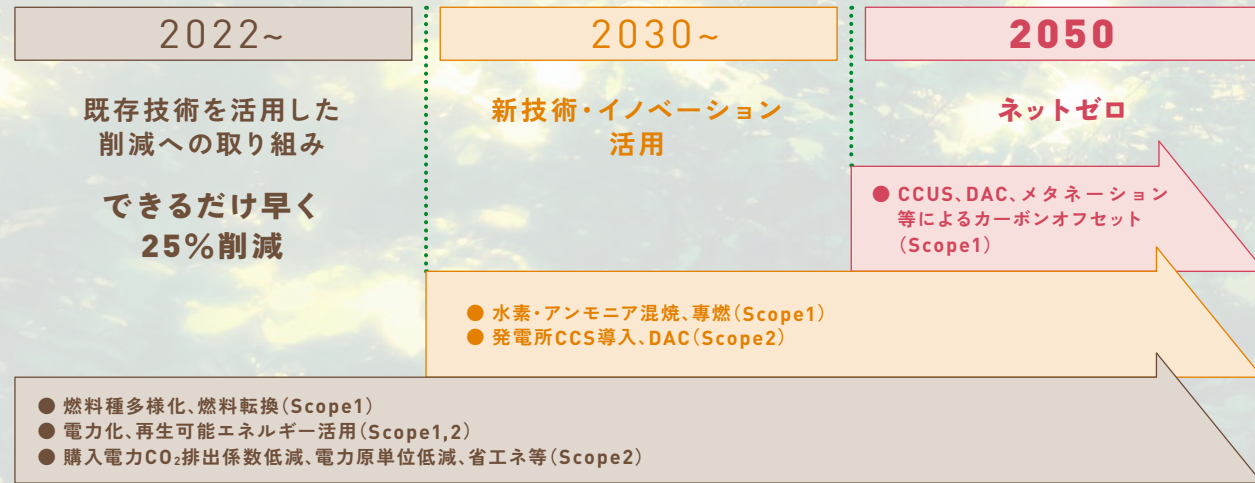 2022~
既存技術を活用した
削減への取り組み
できるだけ早く
25%削減
2030~
新技術・イノベーション
活用
2050
ネットゼロ
● CCUS、DAC、メタネーション
等によるカーボンオフセット
(Scope1)
● 水素・アンモニア混焼、専燃(Scope1)
● 発電所CCS導入、DAC(Scope2)
● 燃料種多様化、燃料転換(Scope1)
● 電力化、再生可能エネルギー活用(Scope1,2)
● 購入電力CO₂排出係数低減、電力原単位低減、省エネ等(Scope2)